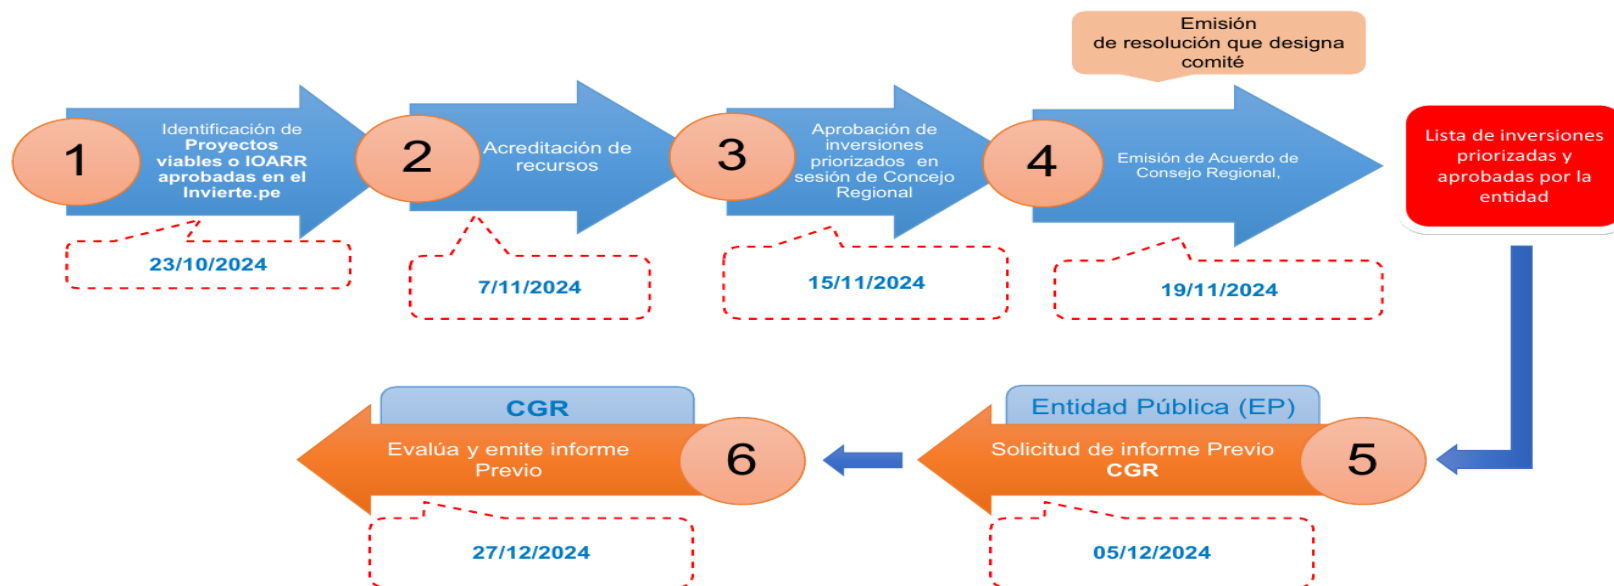 Emisión
de resolución que designa
comité
1
Identificación de
Proyectos
viables o IOARR
aprobadas en el
Invierte.pe
2
Acreditación de
recursos
3
Aprobación de
inversiones
priorizados en
sesión de Concejo
Regional
4
Emisión de Acuerdo de
Consejo Regional,
Lista de inversiones
priorizadas y
aprobadas por la
entidad
23/10/2024
7/11/2024
15/11/2024
19/11/2024
CGR
Evalúa y emite informe
Previo
6
Entidad Pública (EP)
Solicitud de informe Previo
CGR
5
27/12/2024
05/12/2024